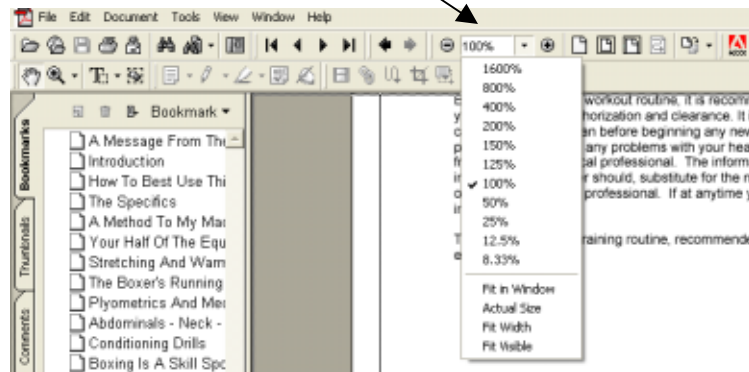 File Edit Document Tools View Window Help
100%
1600%
800%
400%
200%
150%
125%
100%
50%
25%
12.5%
8.33%
Fit in Window
Actual Size
Fit Width
Fit Visible
Bookmarks
Thumbnails
Comments
Bookmark
A Message From The
Introduction
How To Best Use Thi
The Specifics
A Method To My Mad
Your Half Of The Equ
Stretching And Warm
The Boxer's Running
Plyometrics And Med
Abdominals - Neck -
Conditioning Drills
Boxing Is A Skill Spo
workout routine, it is recomm
horization and clearance. It i
an before beginning any new
any problems with your hea
al professional. The inform
r should, substitute for the m
professional. If at anytime y
raining routine, recommende